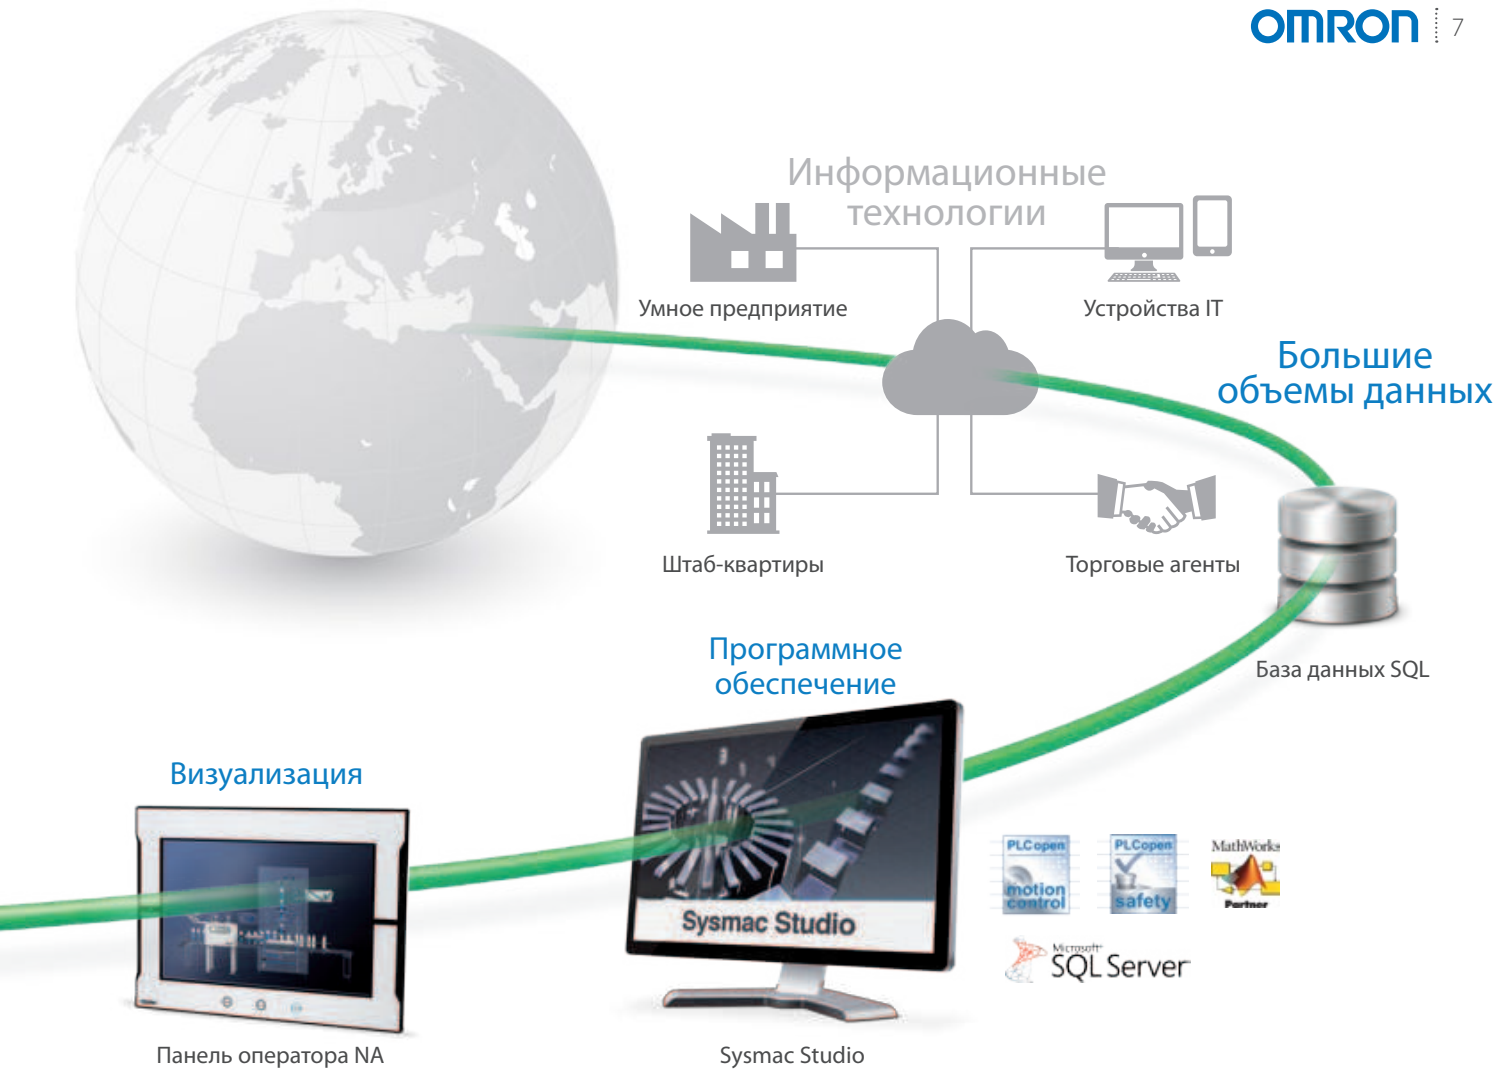 OMRON 7
Информационные
технологии
Умное предприятие
Устройства IT
Большие
объемы данных
Штаб-квартиры
Торговые агенты
База данных SQL
Программное
обеспечение
Визуализация
Sysmac Studio
PLCopen
motion
control
PLCopen
safety
MathWorks
Partner
Microsoft
SQL Server
Панель оператора NA
Sysmac Studio